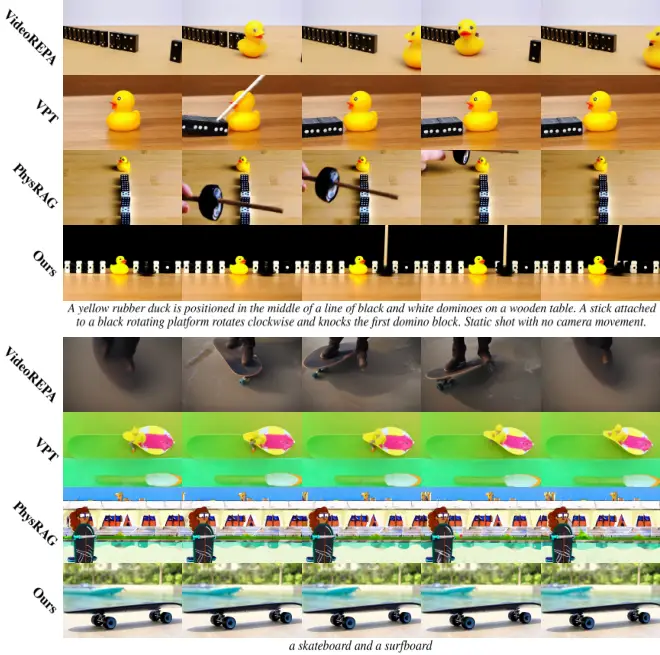 VideoREPA
VPT
PhysRAG
Ours
A yellow rubber duck is positioned in the middle of a line of black and white dominoes on a wooden table. A stick attached
to a black rotating platform rotates clockwise and knocks the first domino block. Static shot with no camera movement.
VideoREPA
VPT
PhysRAG
Ours
a skateboard and a surfboard